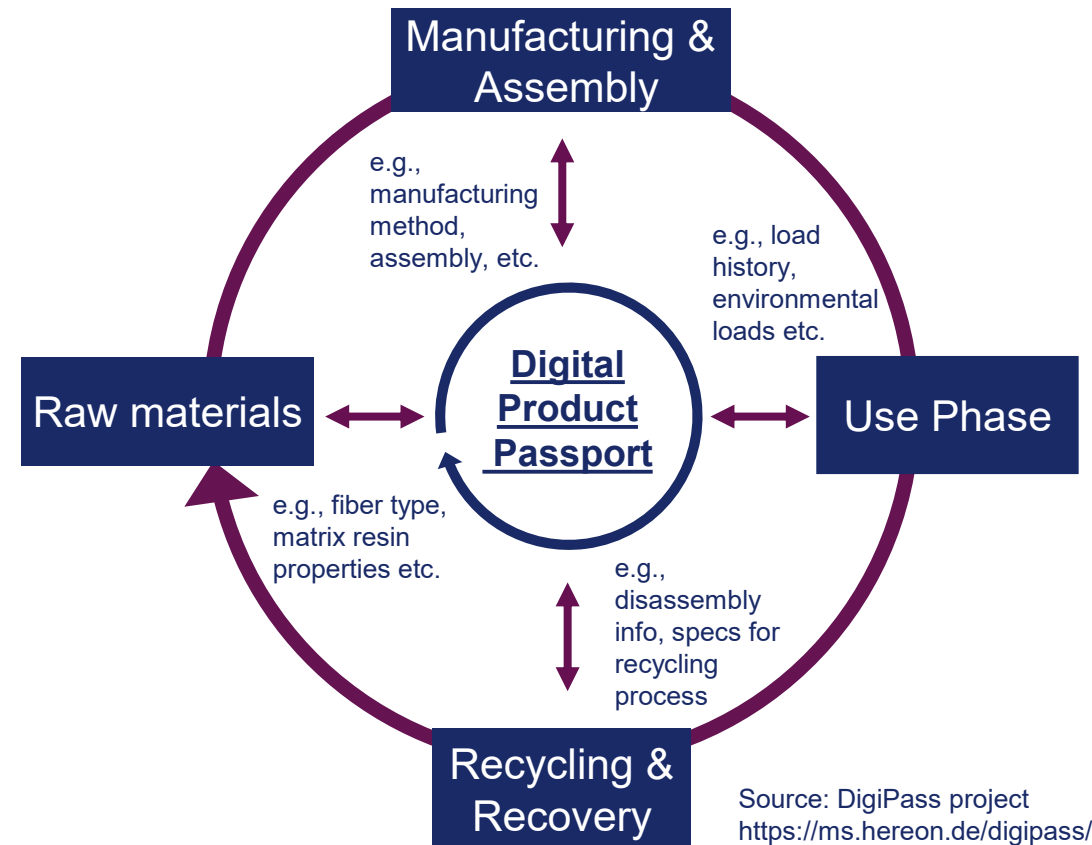 Manufacturing &
Assembly
e.g.,
manufacturing
method,
assembly, etc.
e.g., load
history,
environmental
loads etc.
Digital
Product
Passport
Raw materials
Use Phase
e.g., fiber type,
matrix resin
properties etc.
e.g.,
disassembly
info, specs for
recycling
process
Recycling &
Recovery
Source: DigiPass project
https://ms.hereon.de/digipass/